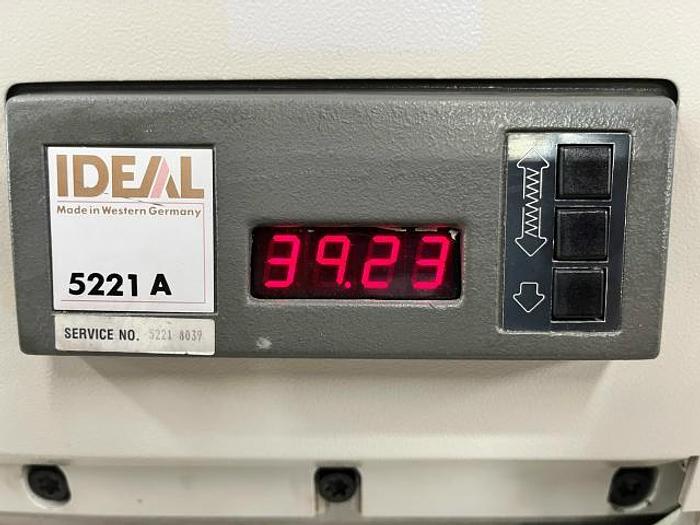 IDEAL
Made in Western Germany
5221 A
SERVICE NO. 5221 8039
39.23